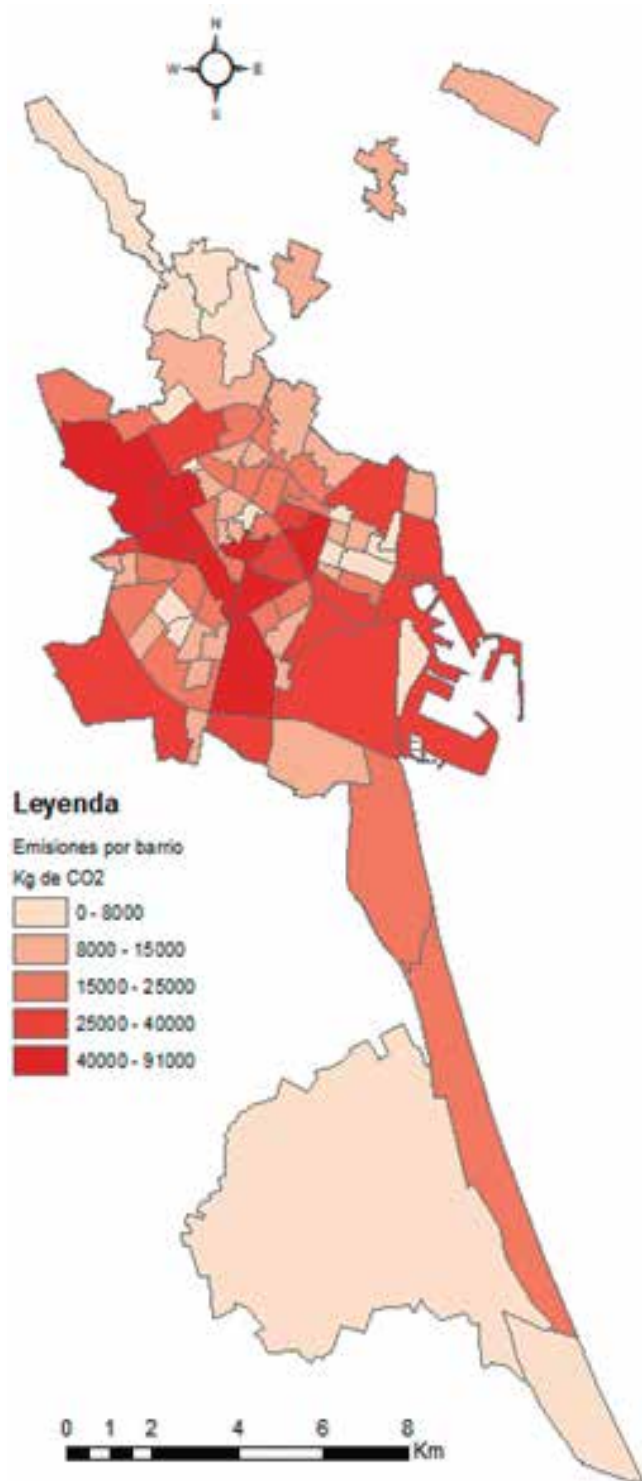 N
W E
S
Leyenda
Emisiones por barrio
Kg de CO2
0 - 8000
8000 - 15000
15000 - 25000
25000 - 40000
40000 - 91000
0 1 2 4 6 8
Km